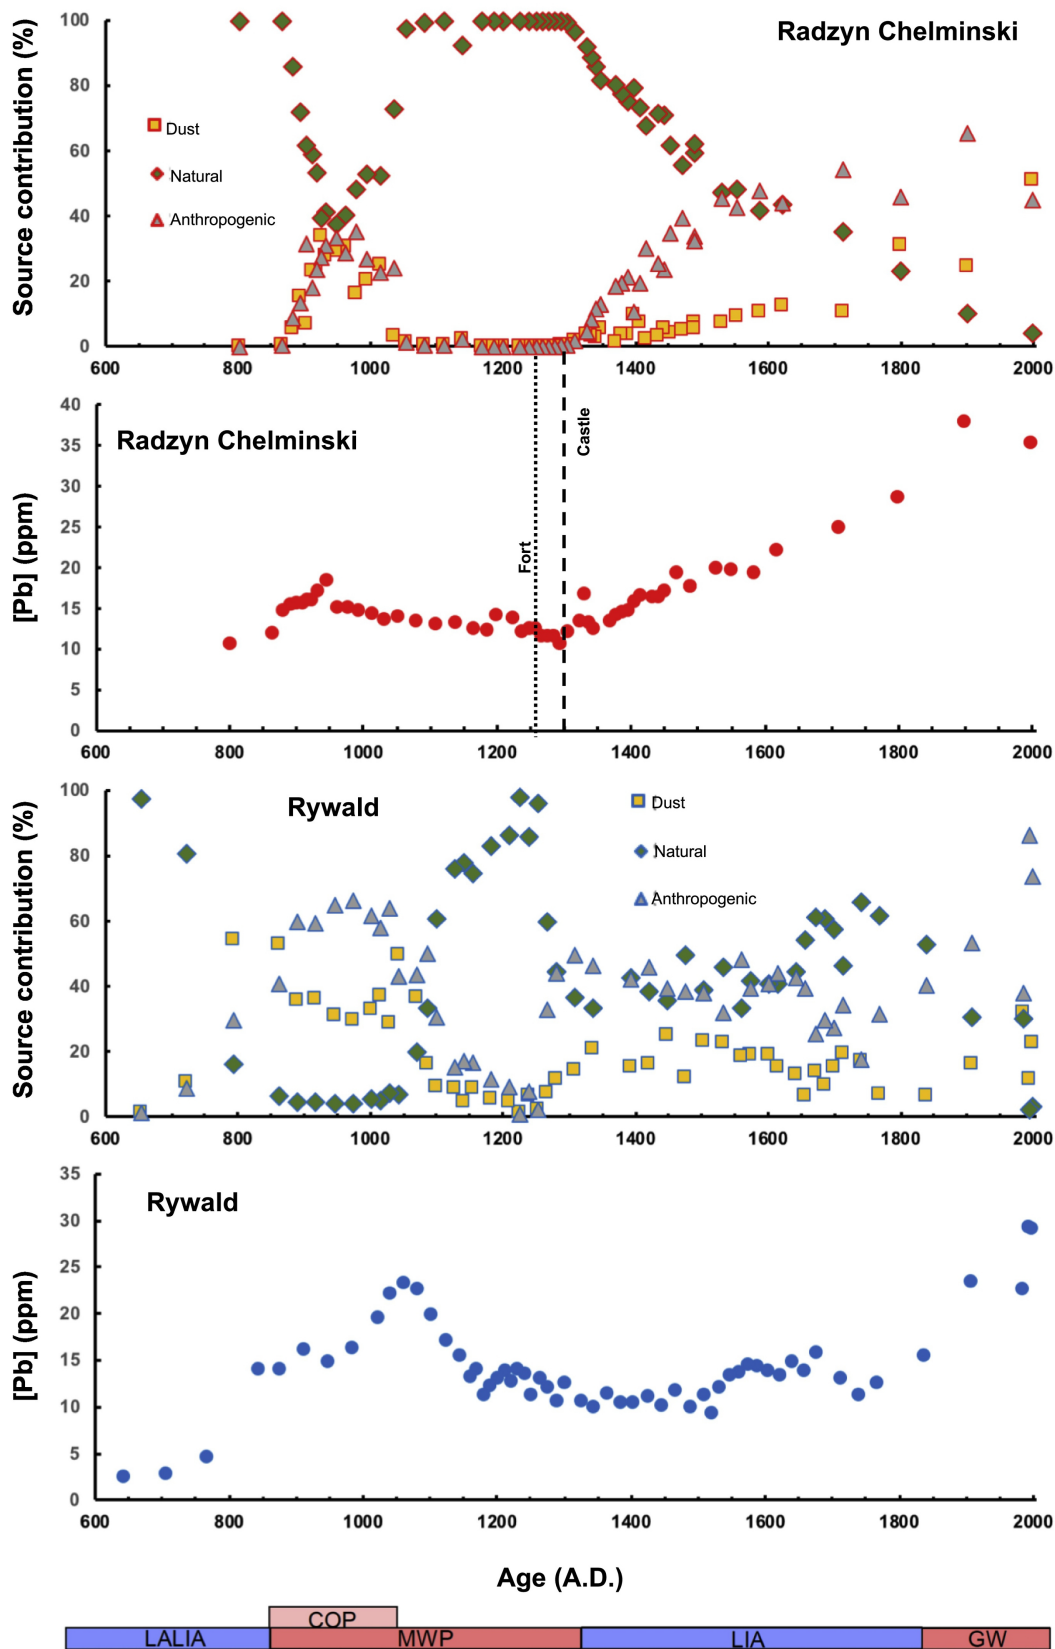 Source contribution (%)
Radzyn Chelminski
100
80
60
40
20
0
Dust
Natural
Anthropogenic
600 800 1000 1200 1400 1600 1800 2000
[Pb] (ppm)
Radzyn Chelminski
40
35
30
25
20
15
10
5
0
Fort
Castle
600 800 1000 1200 1400 1600 1800 2000
Source contribution (%)
Rywald
100
80
60
40
20
0
Dust
Natural
Anthropogenic
600 800 1000 1200 1400 1600 1800 2000
[Pb] (ppm)
Rywald
35
30
25
20
15
10
5
0
600 800 1000 1200 1400 1600 1800 2000
Age (A.D.)
COP
LALIA MWP LIA GW